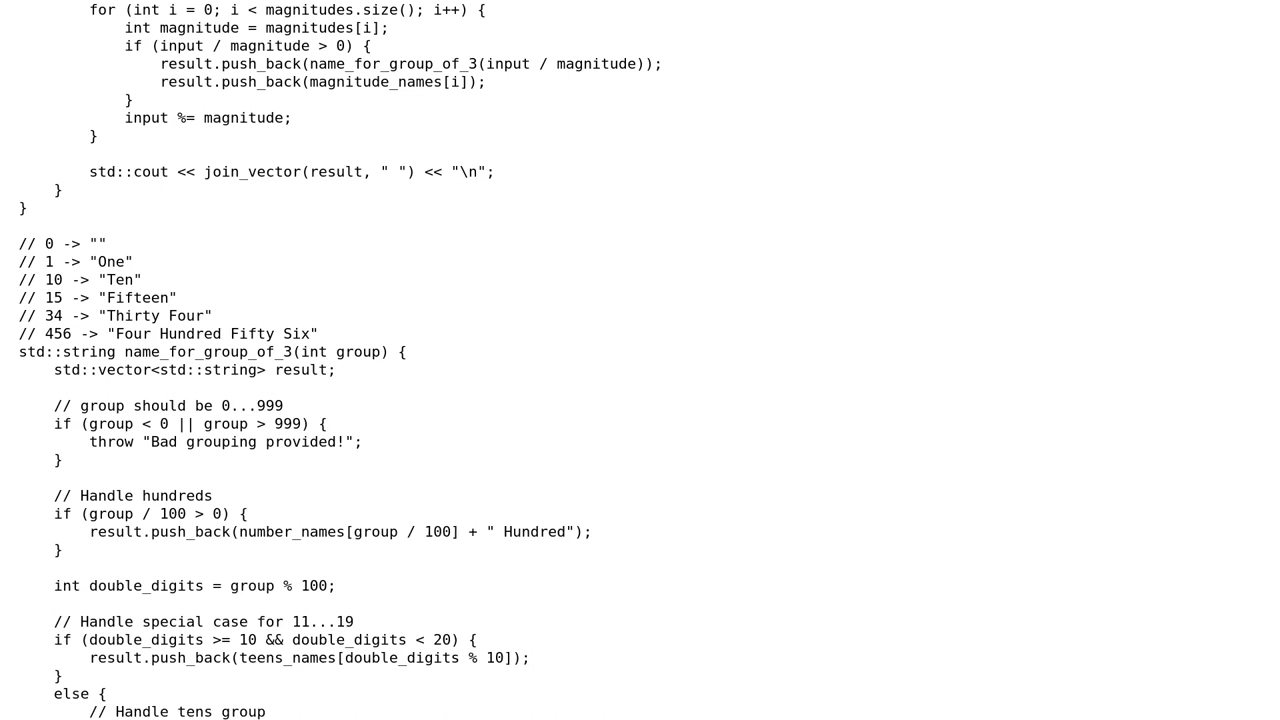 for (int i = 0; i < magnitudes.size(); i++) {
            int magnitude = magnitudes[i];
            if (input / magnitude > 0) {
                result.push_back(name_for_group_of_3(input / magnitude));
                result.push_back(magnitude_names[i]);
            }
            input %= magnitude;
        }

        std::cout << join_vector(result, " ") << "\n";
    }
}

// 0 -> ""
// 1 -> "One"
// 10 -> "Ten"
// 15 -> "Fifteen"
// 34 -> "Thirty Four"
// 456 -> "Four Hundred Fifty Six"
std::string name_for_group_of_3(int group) {
    std::vector<std::string> result;

    // group should be 0...999
    if (group < 0 || group > 999) {
        throw "Bad grouping provided!";
    }

    // Handle hundreds
    if (group / 100 > 0) {
        result.push_back(number_names[group / 100] + " Hundred");
    }

    int double_digits = group % 100;

    // Handle special case for 11...19
    if (double_digits >= 10 && double_digits < 20) {
        result.push_back(teens_names[double_digits % 10]);
    }
    else {
        // Handle tens group